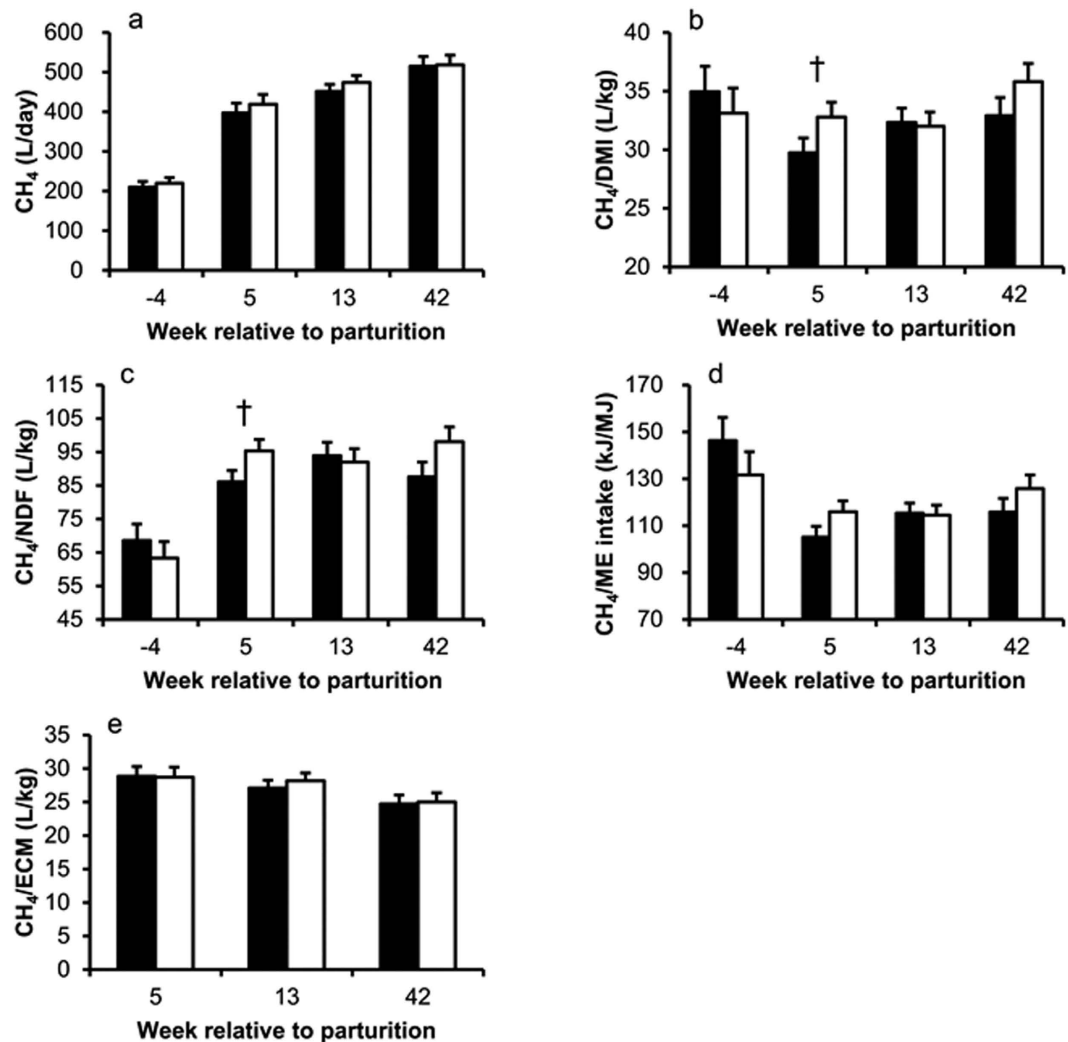 a
600
500
400
300
200
100
0
CH₄ (L/day)
-4 5 13 42
Week relative to parturition
b
40
35
30
25
20
CH₄/DMI (L/kg)
†
-4 5 13 42
Week relative to parturition
c
115
105
95
85
75
65
55
45
CH₄/NDF (L/kg)
†
-4 5 13 42
Week relative to parturition
d
170
150
130
110
90
70
CH₄/ME intake (kJ/MJ)
-4 5 13 42
Week relative to parturition
e
35
30
25
20
15
10
5
0
CH₄/ECM (L/kg)
5 13 42
Week relative to parturition